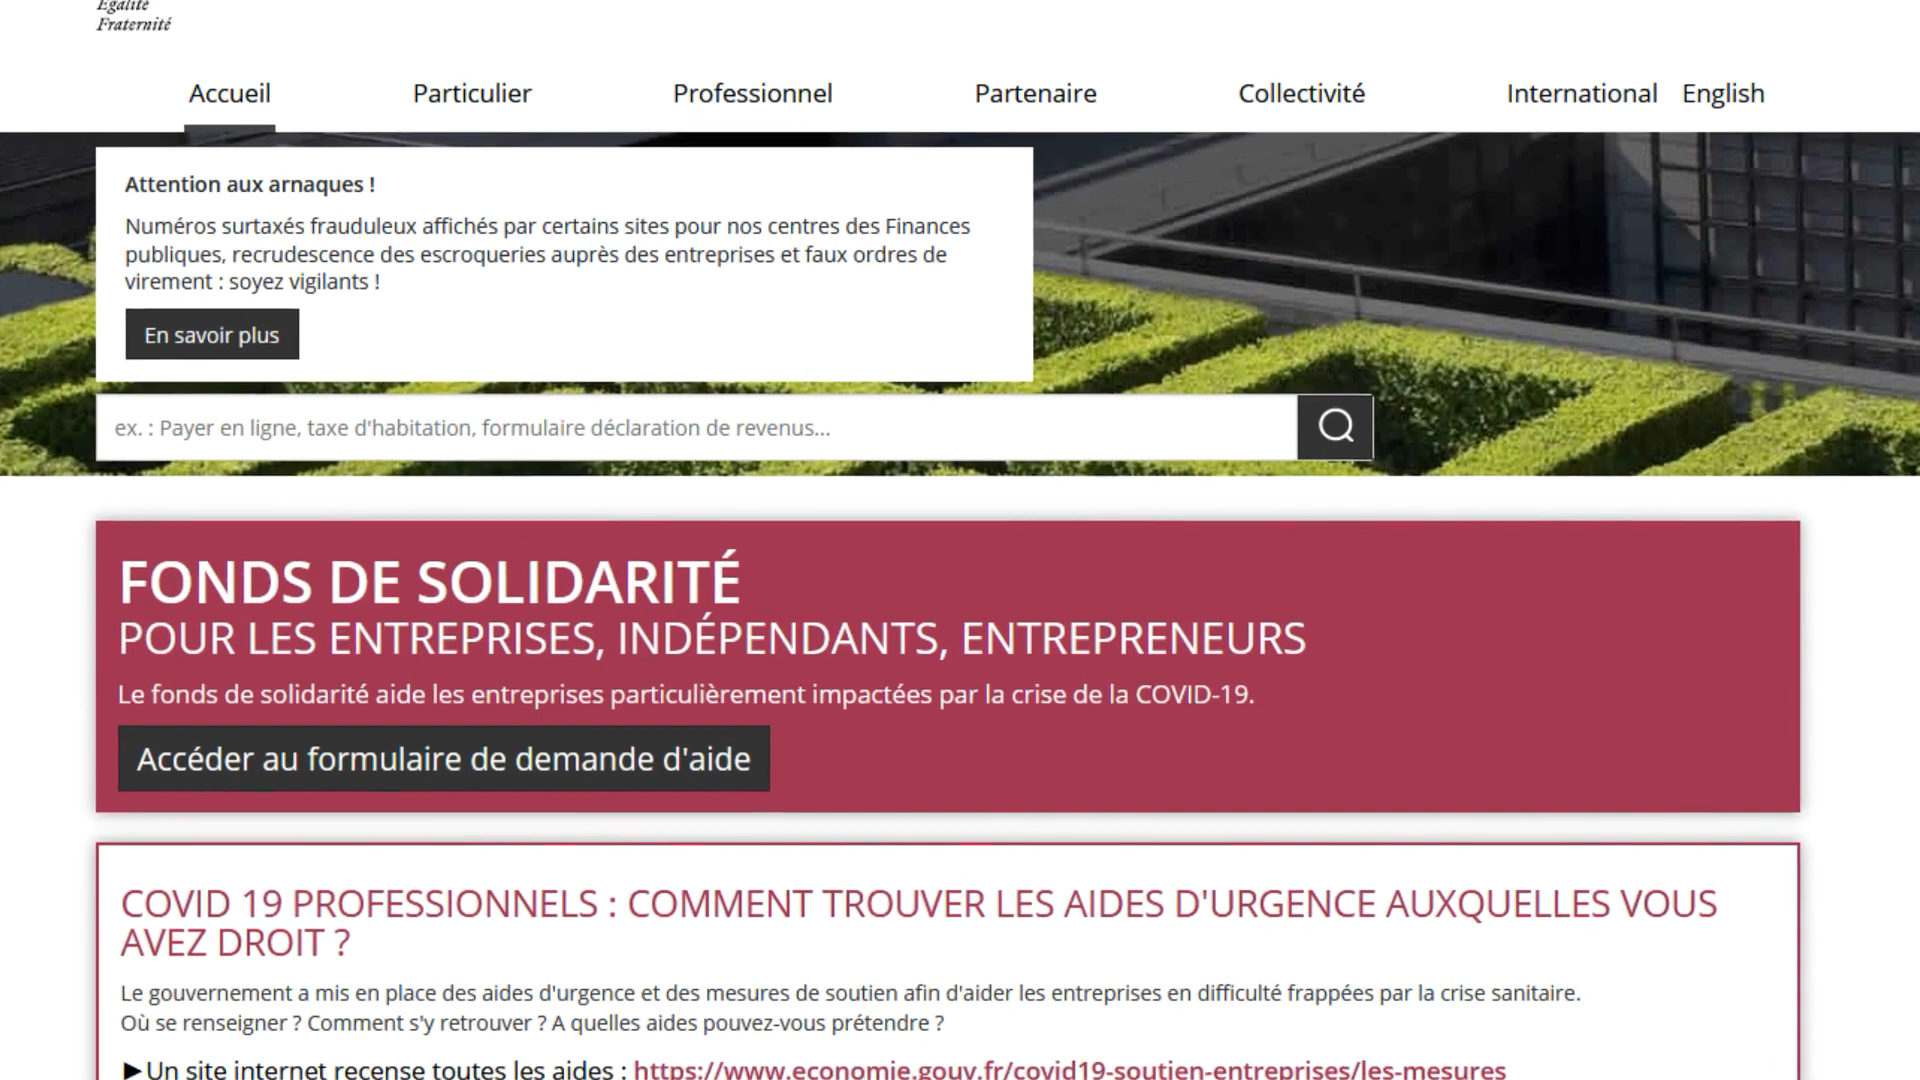 Égalité
Fraternité
Accueil Particulier Professionnel Partenaire Collectivité International English
Attention aux arnaques !
Numéros surtaxés frauduleux affichés par certains sites pour nos centres des Finances
publiques, recrudescence des escroqueries auprès des entreprises et faux ordres de
virement : soyez vigilants !
En savoir plus
ex. : Payer en ligne, taxe d'habitation, formulaire déclaration de revenus...
FONDS DE SOLIDARITÉ
POUR LES ENTREPRISES, INDÉPENDANTS, ENTREPRENEURS
Le fonds de solidarité aide les entreprises particulièrement impactées par la crise de la COVID-19.
Accéder au formulaire de demande d'aide
COVID 19 PROFESSIONNELS : COMMENT TROUVER LES AIDES D'URGENCE AUXQUELLES VOUS
AVEZ DROIT ?
Le gouvernement a mis en place des aides d'urgence et des mesures de soutien afin d'aider les entreprises en difficulté frappées par la crise sanitaire.
Où se renseigner ? Comment s'y retrouver ? A quelles aides pouvez-vous prétendre ?
►Un site internet recense toutes les aides : https://www.economie.gouv.fr/covid19-soutien-entreprises/les-mesures